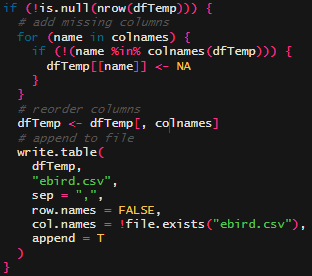 if (!is.null(nrow(dfTemp))) {
  # add missing columns
  for (name in colnames) {
    if (!(name %in% colnames(dfTemp))) {
      dfTemp[[name]] <- NA
    }
  }
  # reorder columns
  dfTemp <- dfTemp[, colnames]
  # append to file
  write.table(
    dfTemp,
    "ebird.csv",
    sep = ",",
    row.names = FALSE,
    col.names = !file.exists("ebird.csv"),
    append = T
  )
}